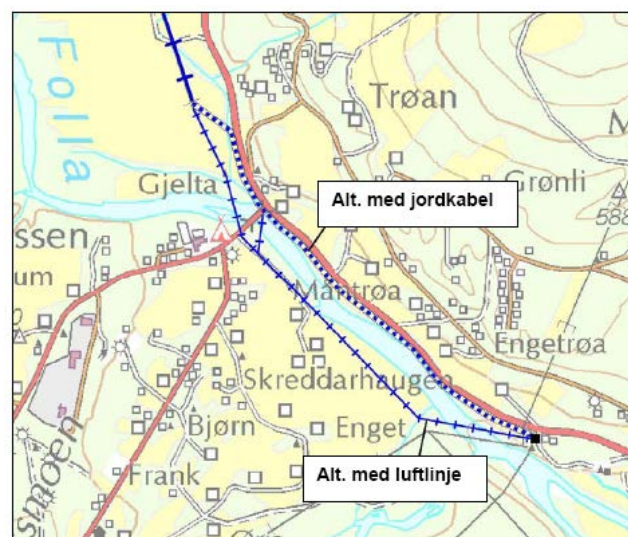 Folla
Trøan
Gjelta
Alt. med jordkabel
Grønli
588
ssen
um
Måntrøa
Engetrøa
Skreddarhaugen
Bjørn
Enget
Alt. med luftlinje
Frank
smoen